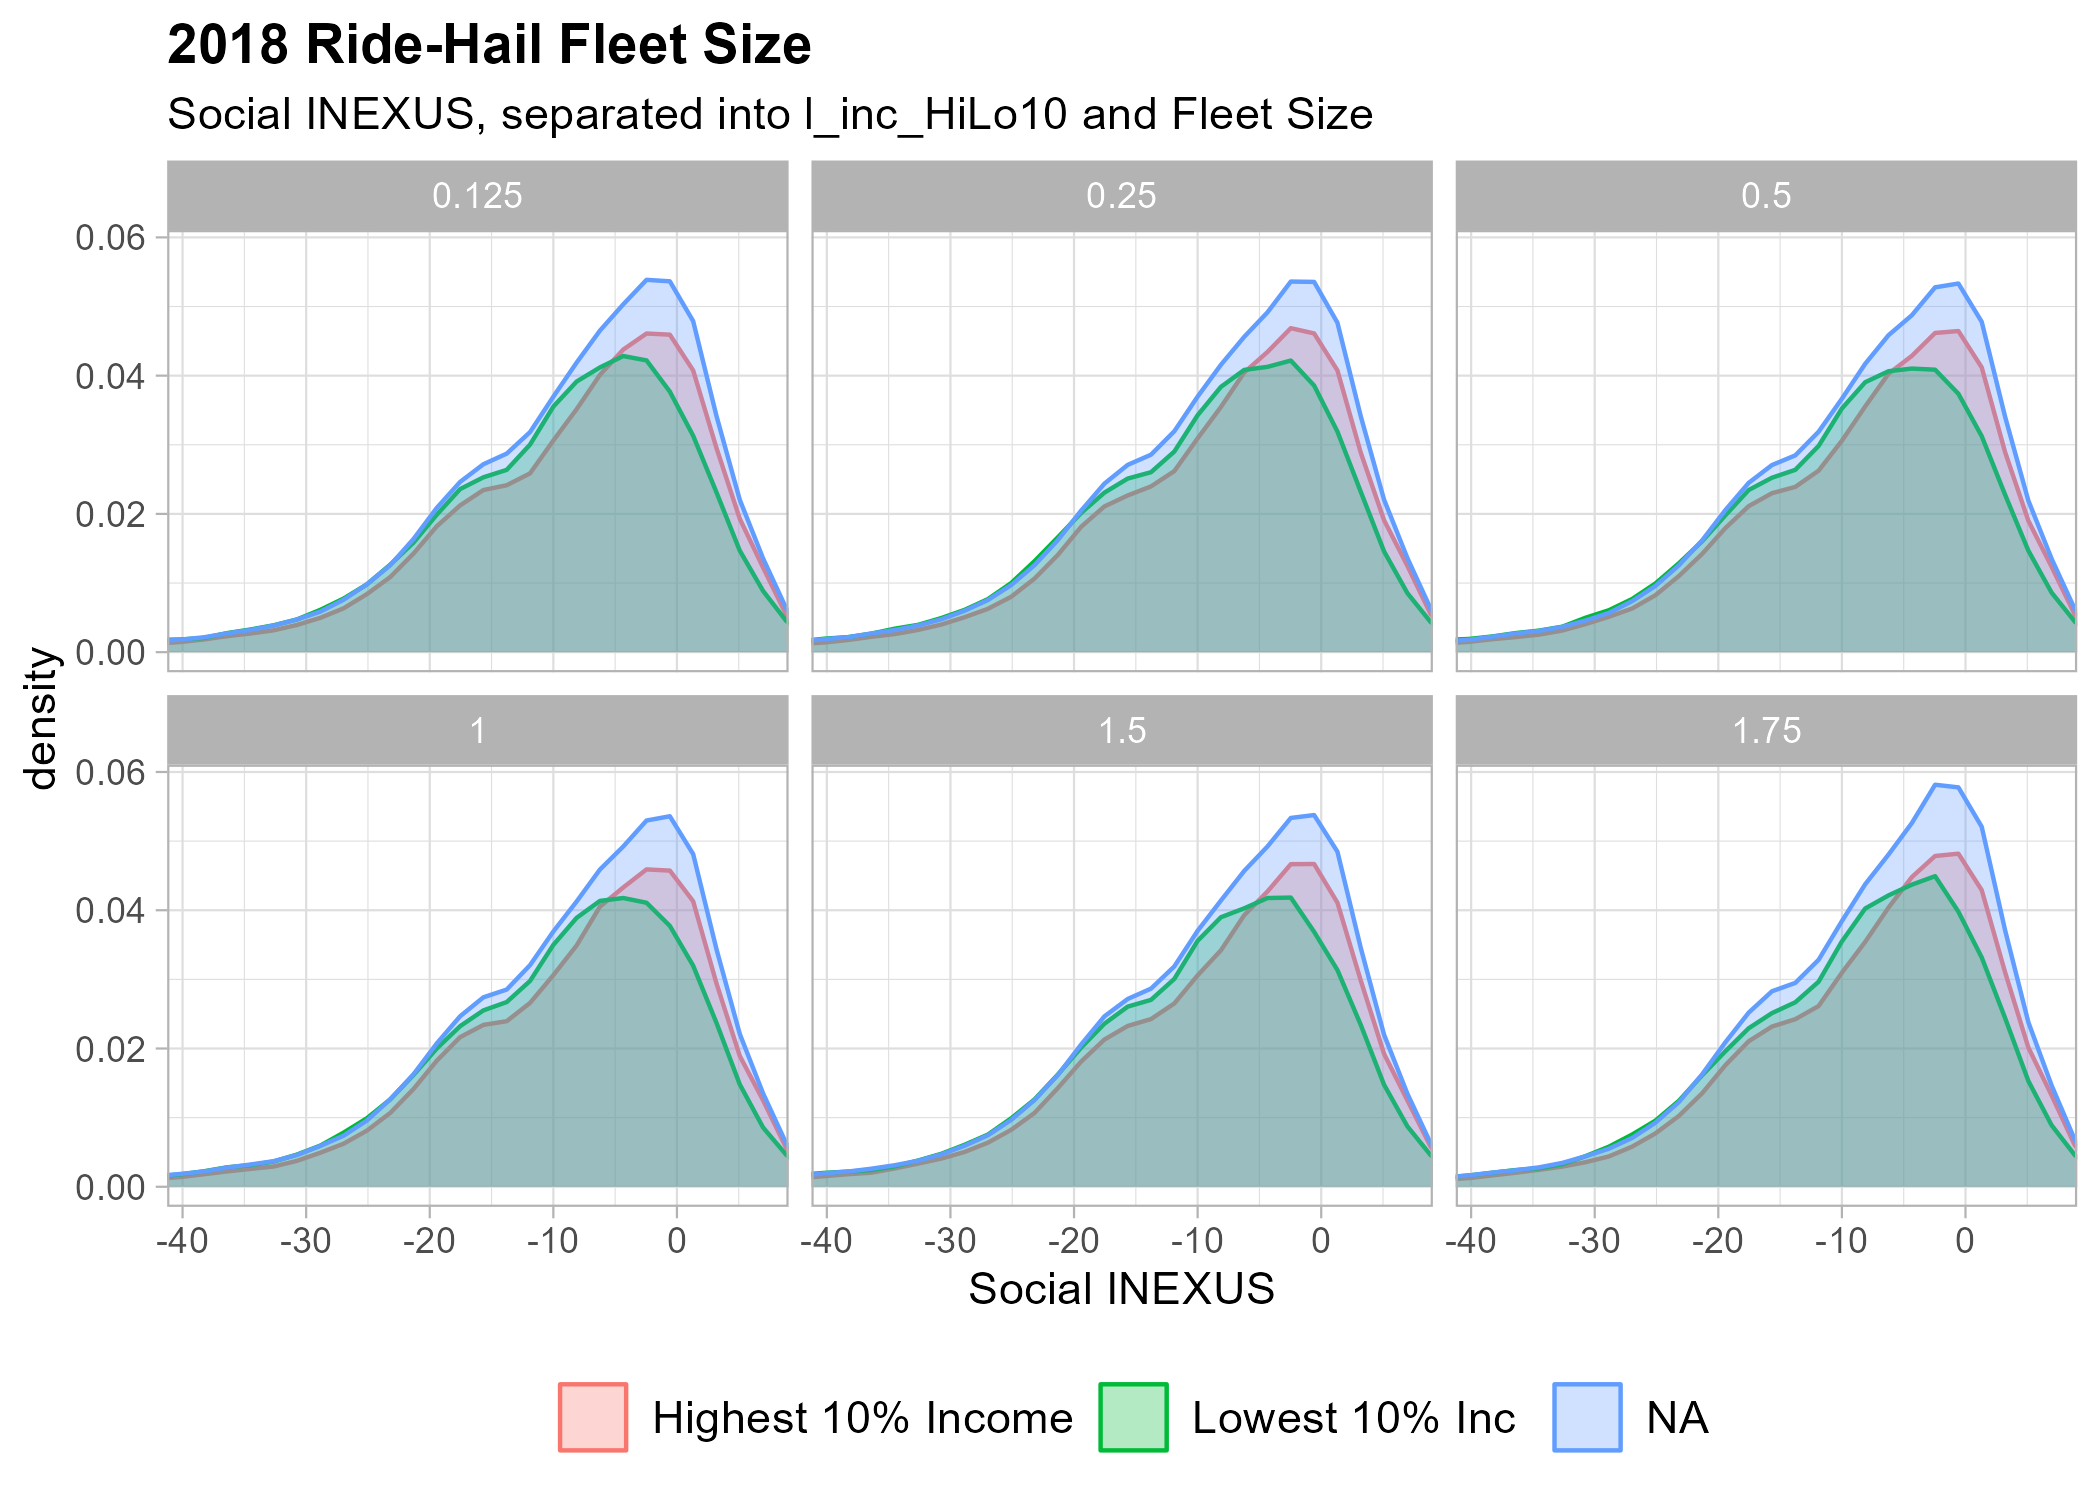 2018 Ride-Hail Fleet Size
Social INEXUS, separated into l_inc_HiLo10 and Fleet Size
0.125
0.25
0.5
0.06
0.04
0.02
0.00
1
1.5
1.75
0.06
0.04
0.02
0.00
density
-40 -30 -20 -10 0
-40 -30 -20 -10 0
-40 -30 -20 -10 0
Social INEXUS
Highest 10% Income
Lowest 10% Inc
NA